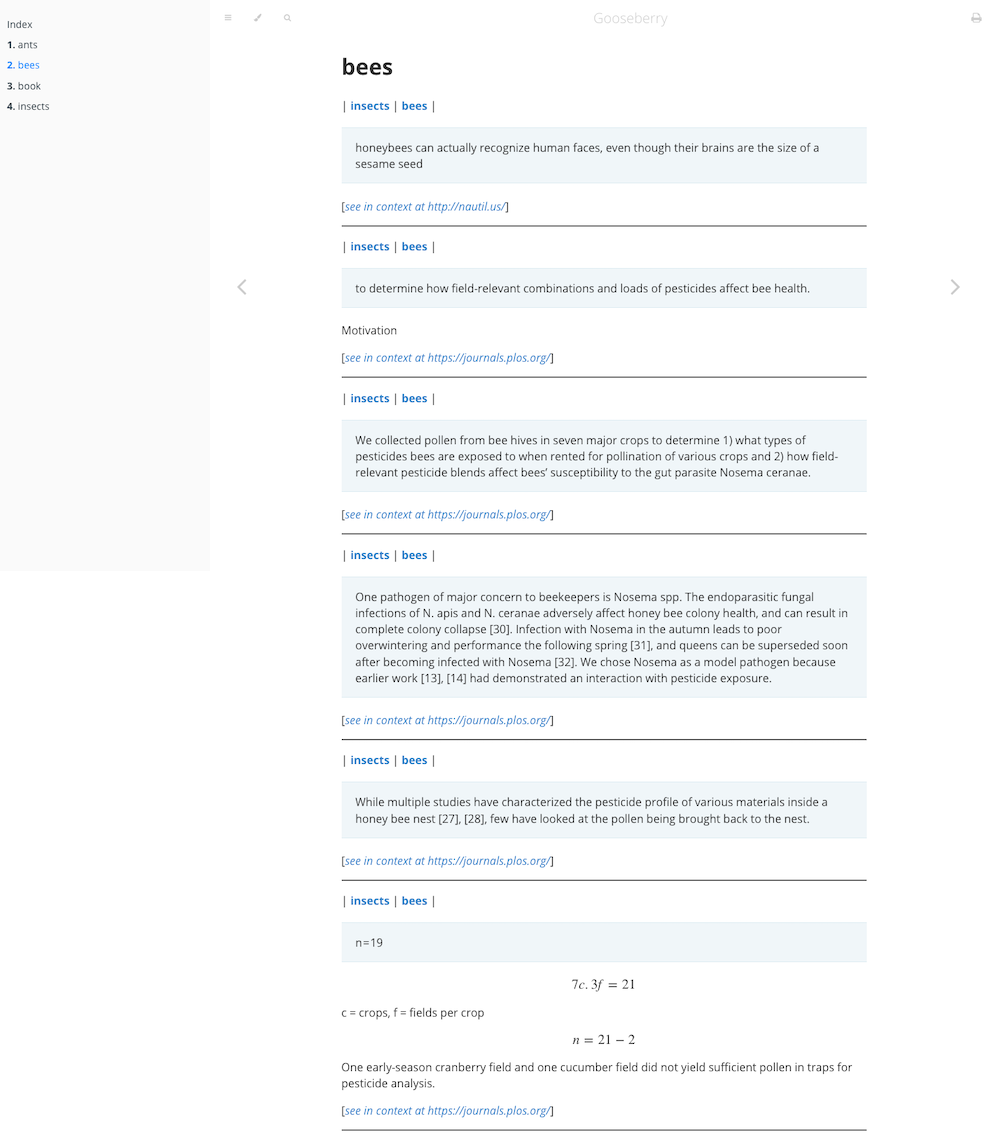 Index
1. ants
2. bees
3. book
4. insects
Gooseberry
bees
| insects | bees |
honeybees can actually recognize human faces, even though their brains are the size of a
sesame seed
[see in context at http://nautil.us/]
| insects | bees |
to determine how field-relevant combinations and loads of pesticides affect bee health.
Motivation
[see in context at https://journals.plos.org/]
| insects | bees |
We collected pollen from bee hives in seven major crops to determine 1) what types of
pesticides bees are exposed to when rented for pollination of various crops and 2) how field-
relevant pesticide blends affect bees’ susceptibility to the gut parasite Nosema ceranae.
[see in context at https://journals.plos.org/]
| insects | bees |
One pathogen of major concern to beekeepers is Nosema spp. The endoparasitic fungal
infections of N. apis and N. ceranae adversely affect honey bee colony health, and can result in
complete colony collapse [30]. Infection with Nosema in the autumn leads to poor
overwintering and performance the following spring [31], and queens can be superseded soon
after becoming infected with Nosema [32]. We chose Nosema as a model pathogen because
earlier work [13], [14] had demonstrated an interaction with pesticide exposure.
[see in context at https://journals.plos.org/]
| insects | bees |
While multiple studies have characterized the pesticide profile of various materials inside a
honey bee nest [27], [28], few have looked at the pollen being brought back to the nest.
[see in context at https://journals.plos.org/]
| insects | bees |
n=19
7c. 3f = 21
c = crops, f = fields per crop
n = 21 − 2
One early-season cranberry field and one cucumber field did not yield sufficient pollen in traps for
pesticide analysis.
[see in context at https://journals.plos.org/]